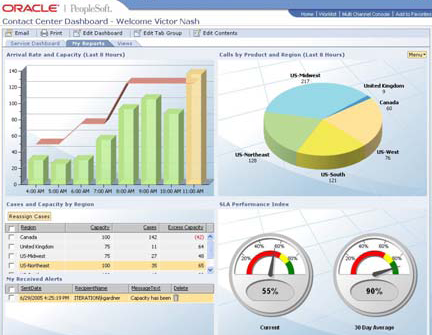 ORACLE | PeopleSoft.
Home | Worklist | Multi Channel Console | Add to Favorites
Contact Center Dashboard - Welcome Victor Nash
Email Print Edit Dashboard Edit Tab Group Edit Contents
Service Dashboard My Reports Views
Arrival Rate and Capacity (Last 8 Hours)
140
120
100
80
60
40
20
0
4:00 AM 5:00 AM 6:00 AM 7:00 AM 8:00 AM 9:00 AM 10:00 AM 11:00 AM
Calls by Product and Region (Last 8 Hours)
Menu
US-Midwest
217
United Kingdom
9
Canada
60
US-West
76
US-South
121
US-Northeast
128
Cases and Capacity by Region
Reassign Cases
Region Capacity Cases Excess Capacity
Canada 100 142 (42)
United Kingdom 75 11 64
US-Midwest 75 27 48
US-Northeast 100 35 65
My Received Alerts
SentDate RecipientName MessageText Delete
6/29/2005 4:25:19 PM ITERATION\jgardner Capacity has been
SLA Performance Index
20% 40% 60% 80%
55%
Current
20% 40% 60% 80%
90%
30 Day Average